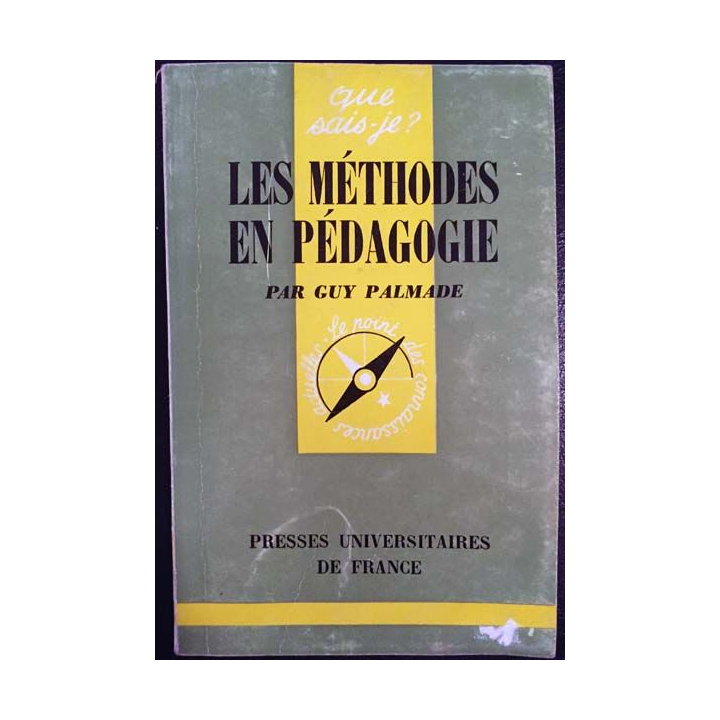 que
sais-je?
LES MÉTHODES
EN PÉDAGOGIE
PAR GUY PALMADE
Le point des connaissances actuelles
PRESSES UNIVERSITAIRES
DE FRANCE